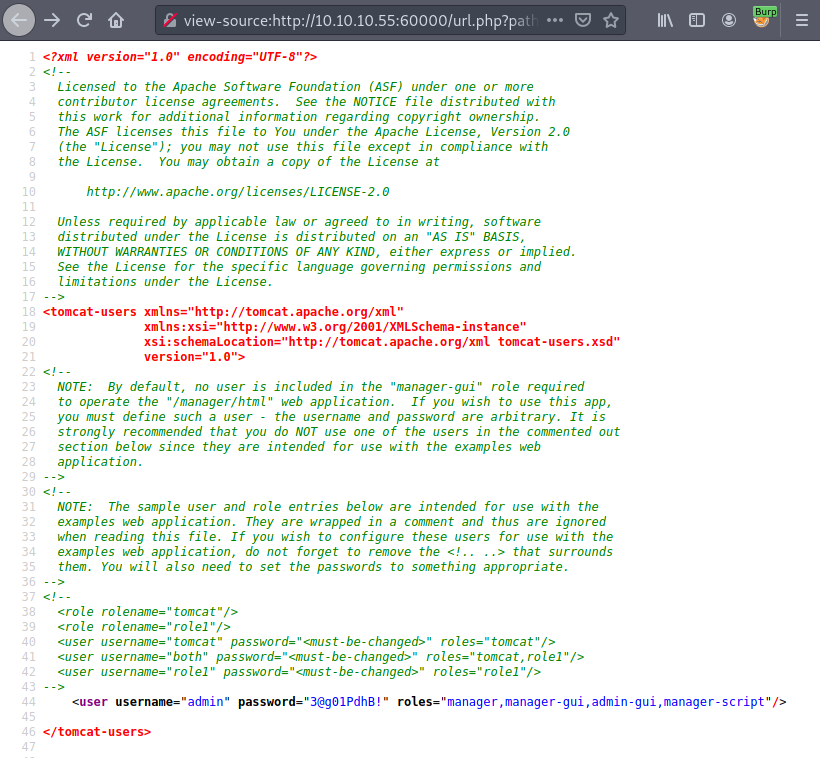 view-source:http://10.10.10.55:60000/url.php?path
Burp
1 <?xml version="1.0" encoding="UTF-8"?>
2 <!--
3 Licensed to the Apache Software Foundation (ASF) under one or more
4 contributor license agreements.  See the NOTICE file distributed with
5 this work for additional information regarding copyright ownership.
6 The ASF licenses this file to You under the Apache License, Version 2.0
7 (the "License"); you may not use this file except in compliance with
8 the License.  You may obtain a copy of the License at
9
10 http://www.apache.org/licenses/LICENSE-2.0
11
12 Unless required by applicable law or agreed to in writing, software
13 distributed under the License is distributed on an "AS IS" BASIS,
14 WITHOUT WARRANTIES OR CONDITIONS OF ANY KIND, either express or implied.
15 See the License for the specific language governing permissions and
16 limitations under the License.
17 -->
18 <tomcat-users xmlns="http://tomcat.apache.org/xml"
19 xmlns:xsi="http://www.w3.org/2001/XMLSchema-instance"
20 xsi:schemaLocation="http://tomcat.apache.org/xml tomcat-users.xsd"
21 version="1.0">
22 <!--
23 NOTE:  By default, no user is included in the "manager-gui" role required
24 to operate the "/manager/html" web application.  If you wish to use this app,
25 you must define such a user - the username and password are arbitrary. It is
26 strongly recommended that you do NOT use one of the users in the commented out
27 section below since they are intended for use with the examples web
28 application.
29 -->
30 <!--
31 NOTE:  The sample user and role entries below are intended for use with the
32 examples web application. They are wrapped in a comment and thus are ignored
33 when reading this file. If you wish to configure these users for use with the
34 examples web application, do not forget to remove the <!.. ..> that surrounds
35 them. You will also need to set the passwords to something appropriate.
36 -->
37 <!--
38 <role rolename="tomcat"/>
39 <role rolename="role1"/>
40 <user username="tomcat" password="<must-be-changed>" roles="tomcat"/>
41 <user username="both" password="<must-be-changed>" roles="tomcat,role1"/>
42 <user username="role1" password="<must-be-changed>" roles="role1"/>
43 -->
44 <user username="admin" password="3@g01PdhB!" roles="manager,manager-gui,admin-gui,manager-script"/>
45
46 </tomcat-users>
47